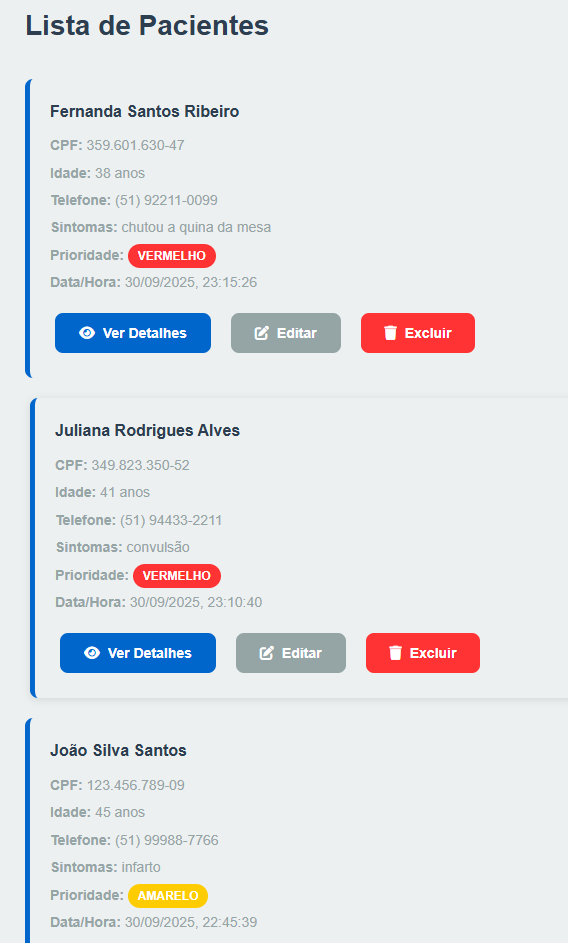 Lista de Pacientes
Fernanda Santos Ribeiro
CPF: 359.601.630-47
Idade: 38 anos
Telefone: (51) 92211-0099
Sintomas: chutou a quina da mesa
Prioridade: VERMELHO
Data/Hora: 30/09/2025, 23:15:26
Ver Detalhes Editar Excluir
Juliana Rodrigues Alves
CPF: 349.823.350-52
Idade: 41 anos
Telefone: (51) 94433-2211
Sintomas: convulsão
Prioridade: VERMELHO
Data/Hora: 30/09/2025, 23:10:40
Ver Detalhes Editar Excluir
João Silva Santos
CPF: 123.456.789-09
Idade: 45 anos
Telefone: (51) 99988-7766
Sintomas: infarto
Prioridade: AMARELO
Data/Hora: 30/09/2025, 22:45:39